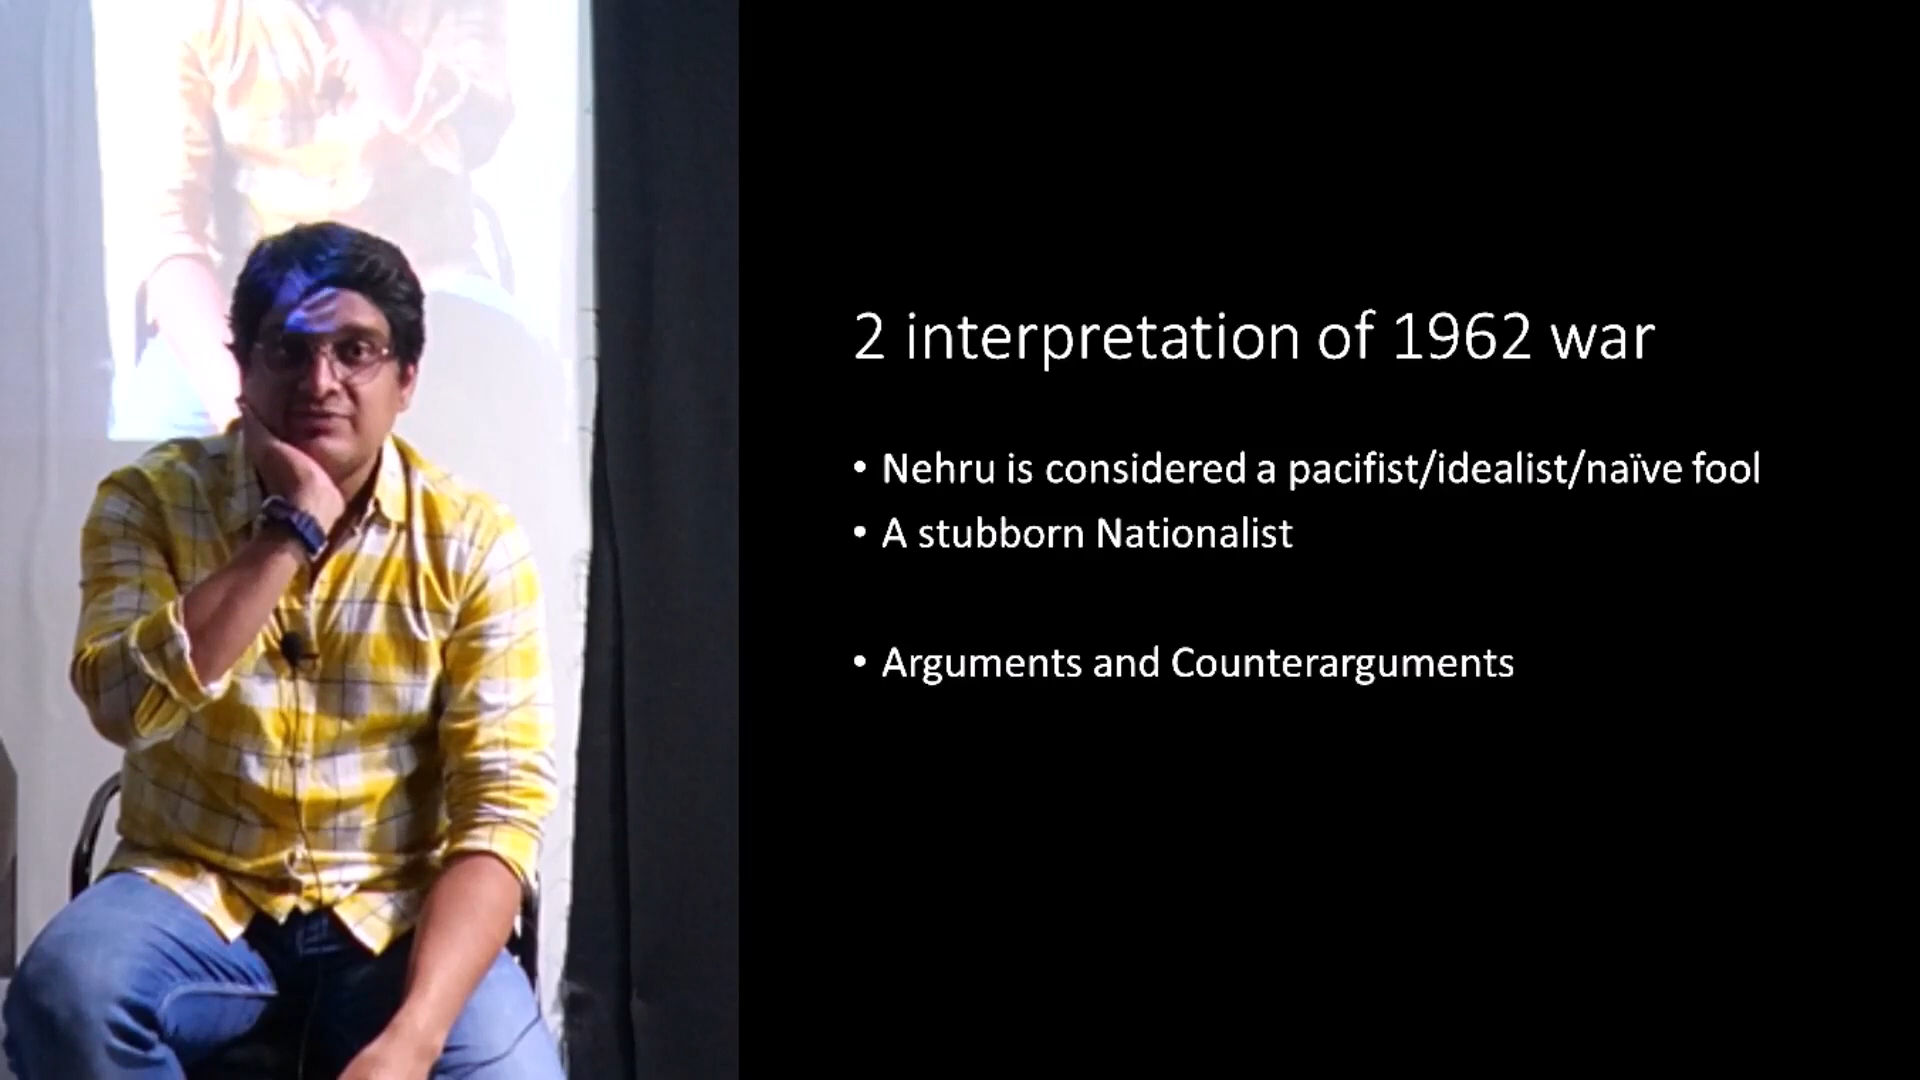 2 interpretation of 1962 war
• Nehru is considered a pacifist/idealist/naïve fool
• A stubborn Nationalist
• Arguments and Counterarguments